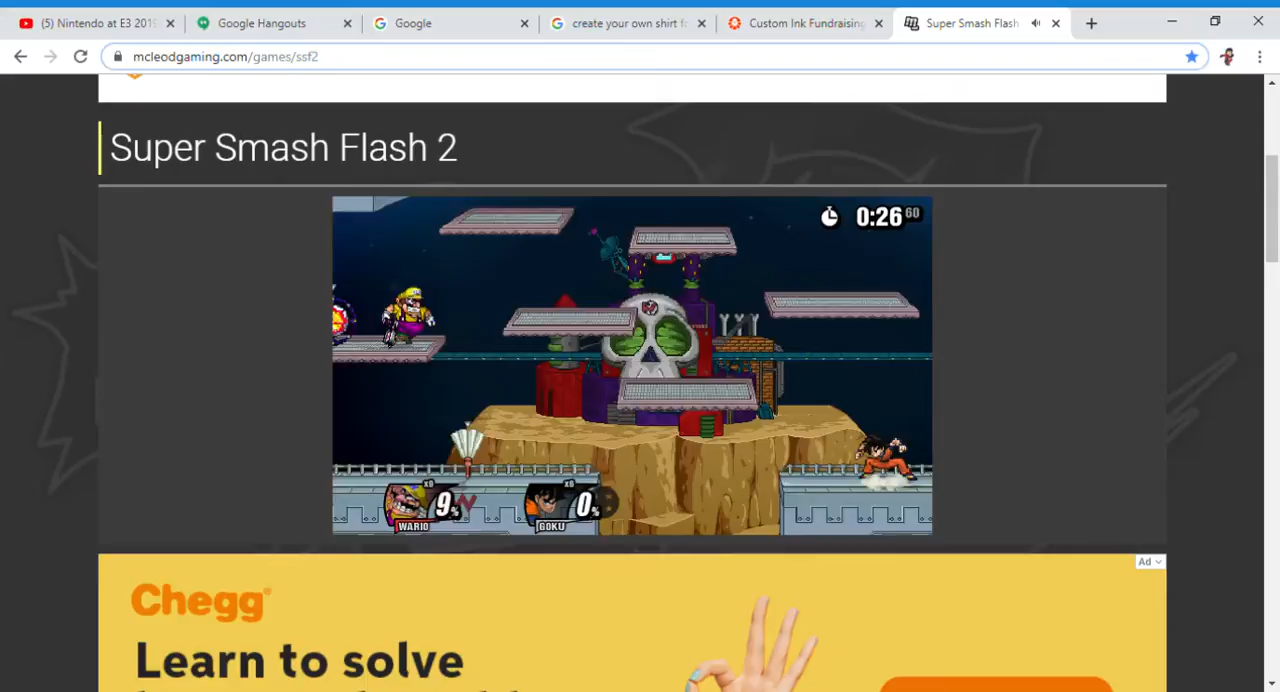 (5) Nintendo at E3 201
Google Hangouts
Google
create your own shirt f
Custom Ink Fundraising
Super Smash Flash
mcleodgaming.com/games/ssf2
Super Smash Flash 2
0:26 60
x0 9%
WARIO
x0 0%
GOKU
Ad
Chegg
Learn to solve